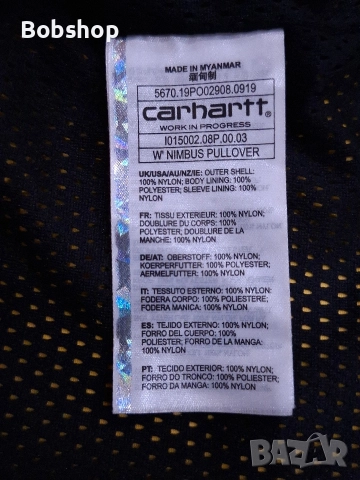 Bobshop
MADE IN MYANMAR
缅甸制
5670.19PO02908.0919
carhartt®
WORK IN PROGRESS
I015002.08P.00.03
W' NIMBUS PULLOVER
UK/USA/AU/NZ/IE: OUTER SHELL:
100% NYLON; BODY LINING: 100%
POLYESTER; SLEEVE LINING: 100%
NYLON
FR: TISSU EXTERIEUR: 100% NYLON;
DOUBLURE DU CORPS: 100%
POLYESTER; DOUBLURE DE LA
MANCHE: 100% NYLON
DE/AT: OBERSTOFF: 100% NYLON;
KOERPERFUTTER: 100% POLYESTER;
AERMELFUTTER: 100% NYLON
IT: TESSUTO ESTERNO: 100% NYLON;
FODERA CORPO: 100% POLIESTERE;
FODERA MANICA: 100% NYLON
ES: TEJIDO EXTERNO: 100% NYLON;
FORRO DEL CUERPO: 100%
POLIESTER; FORRO DE MANGA:
100% NYLON
PT: TECIDO EXTERIOR: 100% NYLON;
FORRO DO TRONCO: 100% POLIESTER;
FORRO DA MANGA: 100% NYLON
BAZAR